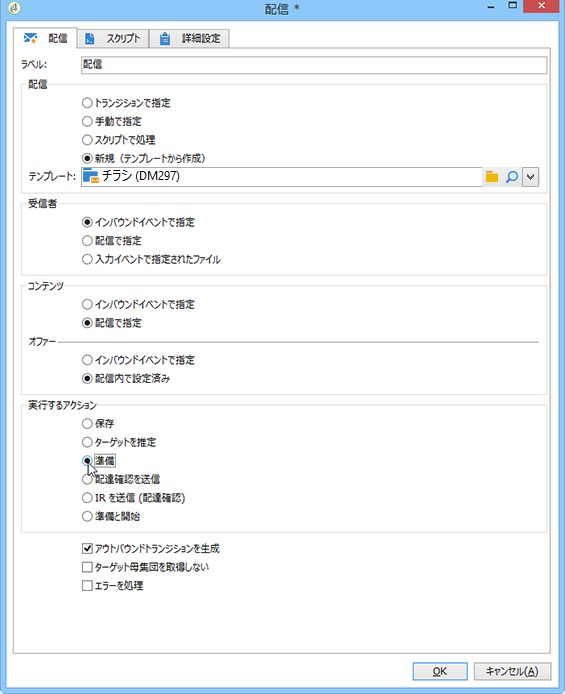 配信 *
配信 スクリプト 詳細設定
ラベル: 配信
配信
トランジションで指定
手動で指定
スクリプトで処理
新規（テンプレートから作成）
テンプレート: チラシ (DM297)
受信者
インバウンドイベントで指定
配信で指定
入力イベントで指定されたファイル
コンテンツ
インバウンドイベントで指定
配信で指定
オファー
インバウンドイベントで指定
配信内で設定済み
実行するアクション
保存
ターゲットを推定
準備
配達確認を送信
IR を送信 (配達確認)
準備と開始
アウトバウンドトランジションを生成
ターゲット母集団を取得しない
エラーを処理
OK キャンセル(A)